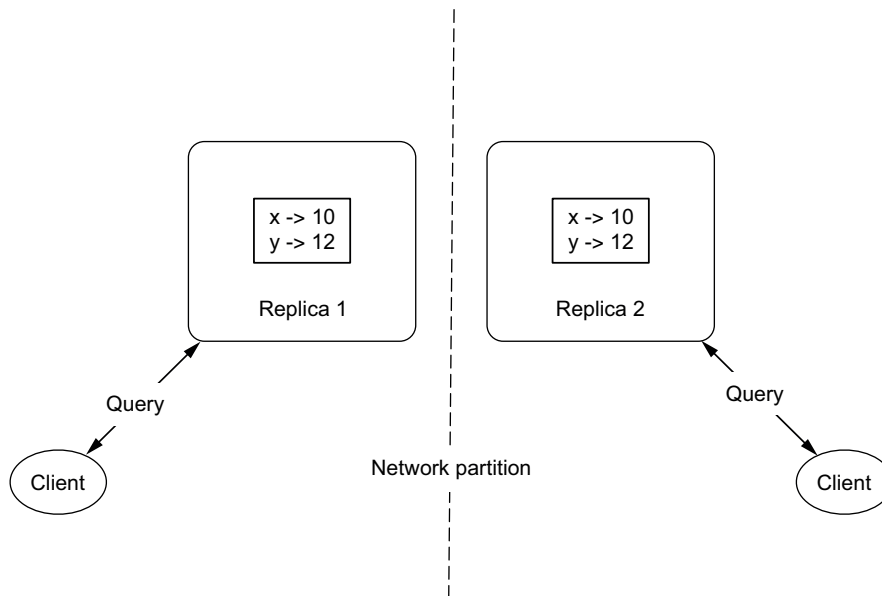 x -> 10
y -> 12
Replica 1
x -> 10
y -> 12
Replica 2
Query
Query
Network partition
Client
Client